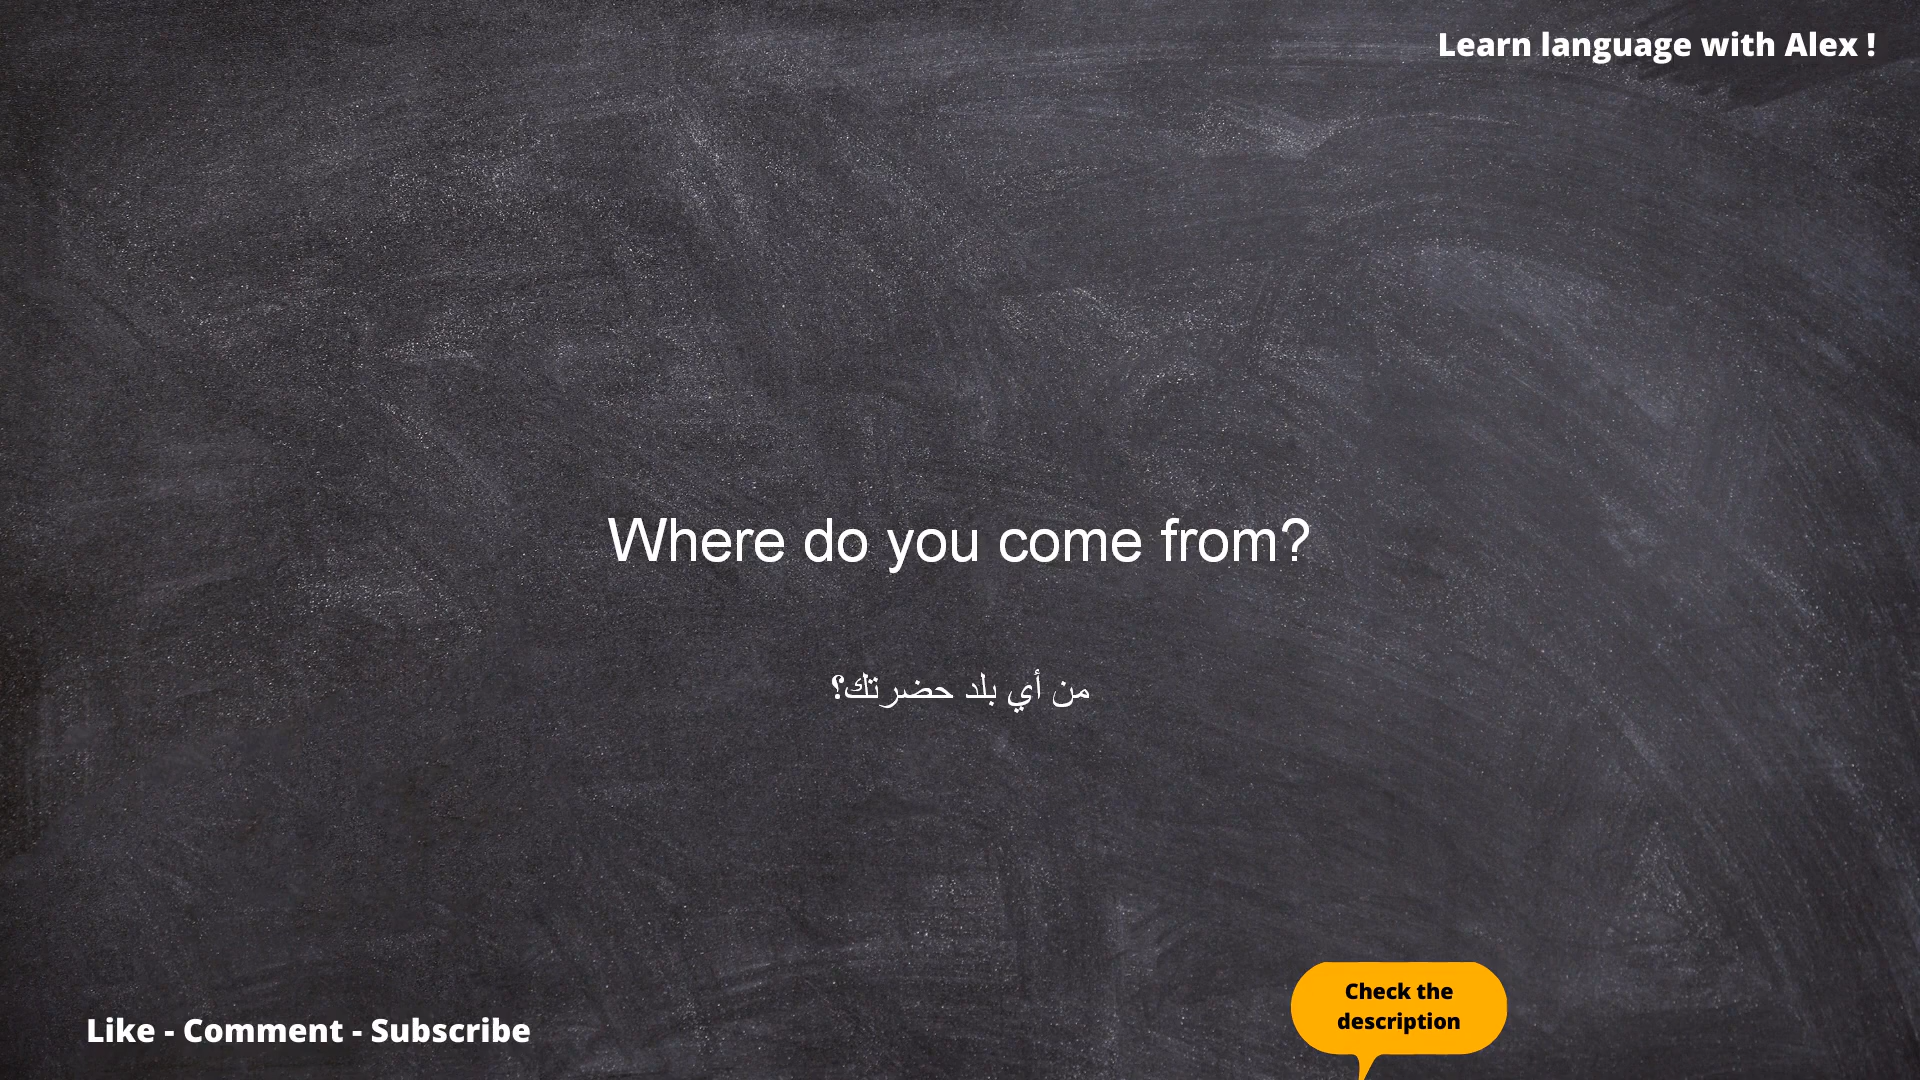 Learn language with Alex !
Where do you come from?
من أي بلد حضرتك؟
Like - Comment - Subscribe
Check the
description